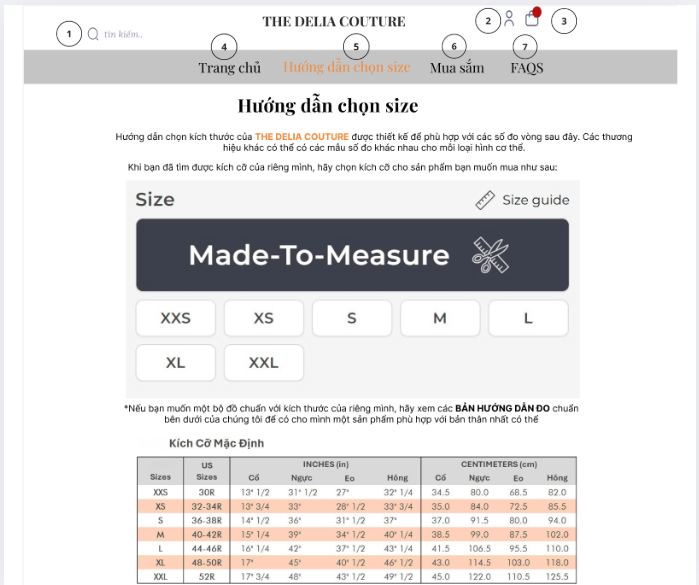 THE DELIA COUTURE
1 tìm kiếm.. 2 3
4 5 6 7
Trang chủ Hướng dẫn chọn size Mua sắm FAQS
Hướng dẫn chọn size
Hướng dẫn chọn kích thước của THE DELIA COUTURE được thiết kế để phù hợp với các số đo vòng sau đây. Các thương
hiệu khác có thể có các mẫu số đo khác nhau cho mỗi loại hình cơ thể.
Khi bạn đã tìm được kích cỡ của riêng mình, hãy chọn kích cỡ cho sản phẩm bạn muốn mua như sau:
Size Size guide
Made-To-Measure
XXS XS S M L
XL XXL
*Nếu bạn muốn một bộ đồ chuẩn với kích thước của riêng mình, hãy xem các BẢN HƯỚNG DẪN ĐO chuẩn
bên dưới của chúng tôi để có cho mình một sản phẩm phù hợp với bản thân nhất có thể
Kích Cỡ Mặc Định
INCHES (in) CENTIMETERS (cm)
Sizes US Sizes Cổ Ngực Eo Hông Cổ Ngực Eo Hông
XXS 30R 13" 1/2 31" 1/2 27" 32" 1/4 34.5 80.0 68.5 82.0
XS 32-34R 13" 3/4 33" 28" 1/2 33" 3/4 35.0 84.0 72.5 85.5
S 36-38R 14" 1/2 36" 31" 1/2 37" 37.0 91.5 80.0 94.0
M 40-42R 15" 1/4 39" 34" 1/2 40" 1/4 38.5 99.0 87.5 102.0
L 44-46R 16" 1/4 42" 37" 1/2 43" 1/4 41.5 106.5 95.5 110.0
XL 48-50R 17" 45" 40" 1/2 46" 1/2 43.0 114.5 103.0 118.0
XXL 52R 17" 3/4 48" 43" 1/2 49" 1/2 45.0 122.0 110.5 125.5